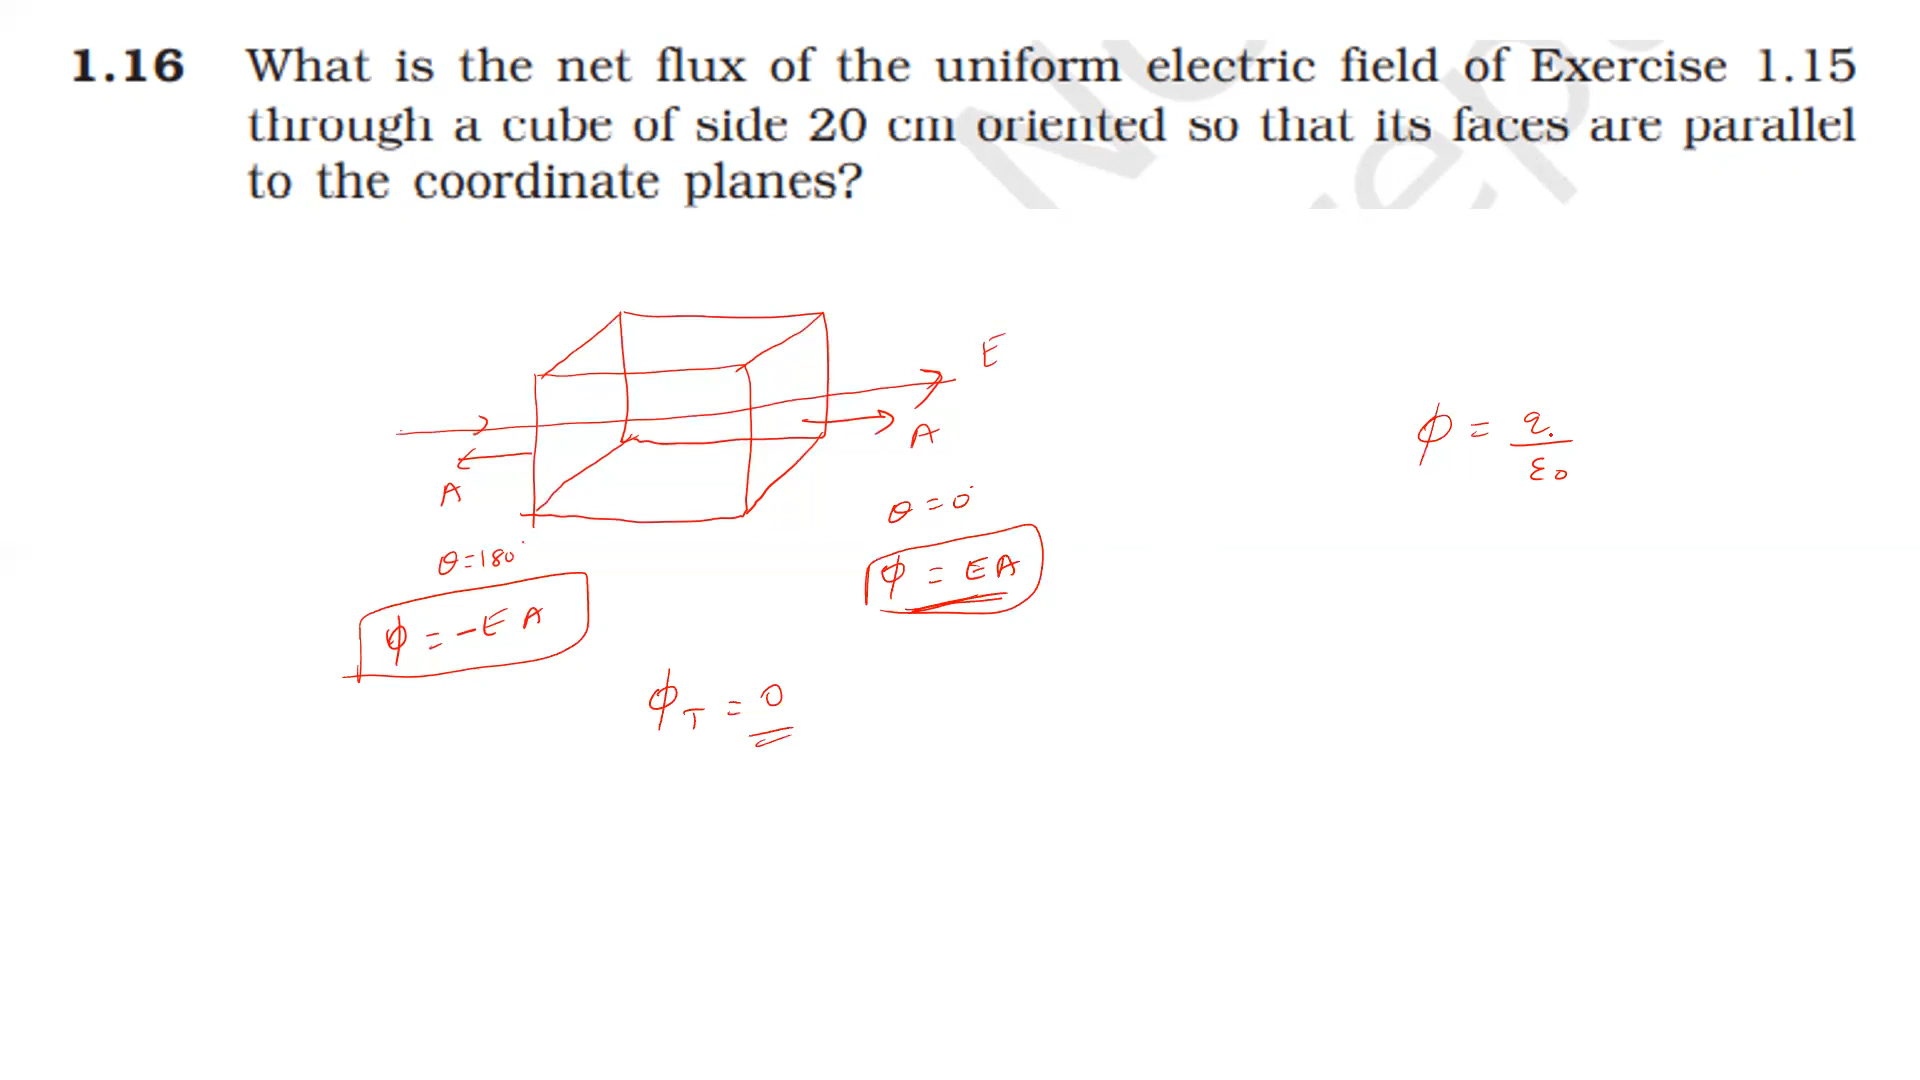 1.16 What is the net flux of the uniform electric field of Exercise 1.15
through a cube of side 20 cm oriented so that its faces are parallel
to the coordinate planes?
E
A
A
ϕ = q/ε0
θ = 0°
θ=180°
ϕ = EA
ϕ = -EA
ϕT = 0